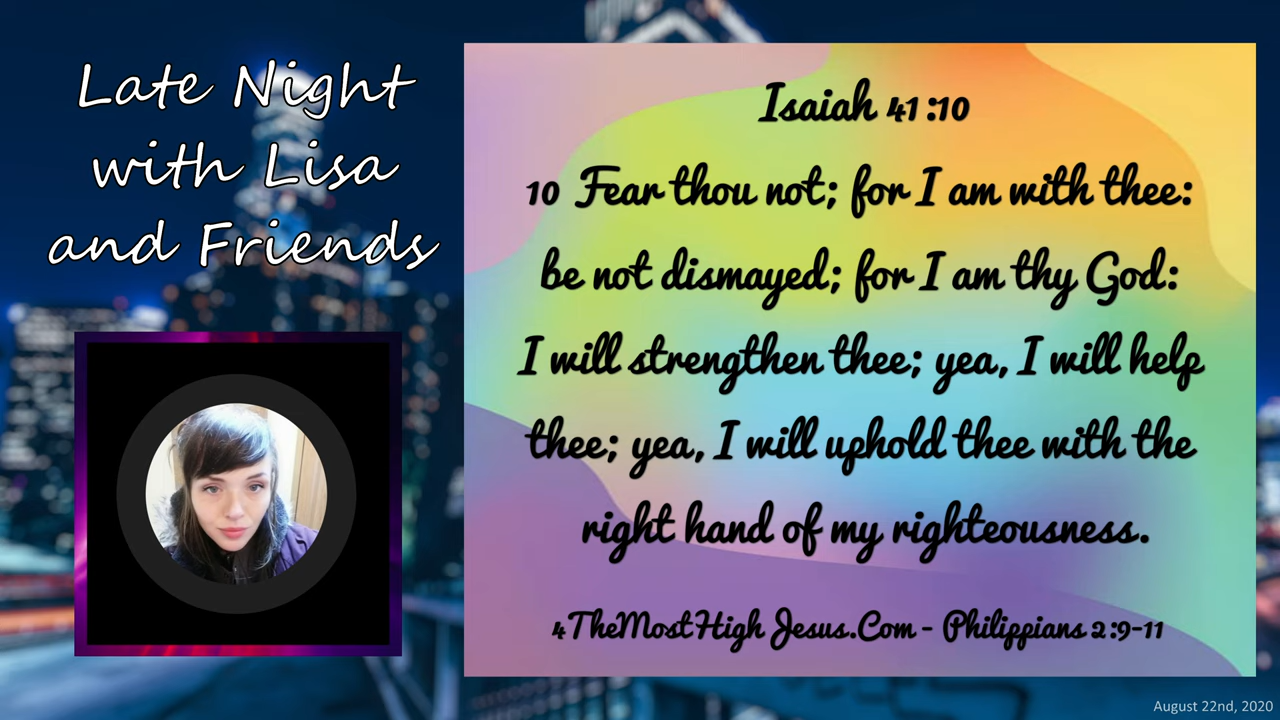 Late Night
with Lisa
and Friends
Isaiah 41:10
10 Fear thou not; for I am with thee:
be not dismayed; for I am thy God:
I will strengthen thee; yea, I will help
thee; yea, I will uphold thee with the
right hand of my righteousness.
4TheMostHigh Jesus.Com - Philippians 2:9-11
August 22nd, 2020